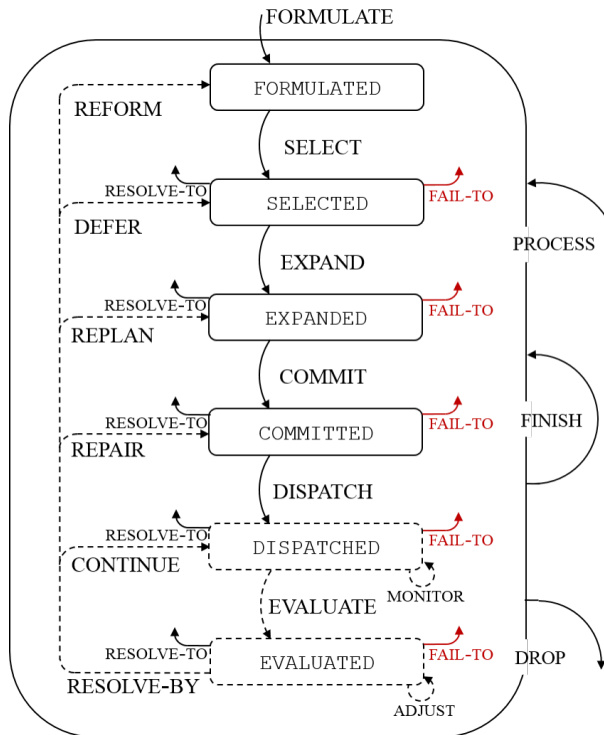 FORMULATE
FORMULATED
REFORM
SELECT
RESOLVE-TO
SELECTED
FAIL-TO
DEFER
PROCESS
EXPAND
RESOLVE-TO
EXPANDED
FAIL-TO
REPLAN
COMMIT
RESOLVE-TO
COMMITTED
FAIL-TO
FINISH
REPAIR
DISPATCH
RESOLVE-TO
DISPATCHED
FAIL-TO
CONTINUE
MONITOR
EVALUATE
RESOLVE-TO
EVALUATED
FAIL-TO
DROP
RESOLVE-BY
ADJUST